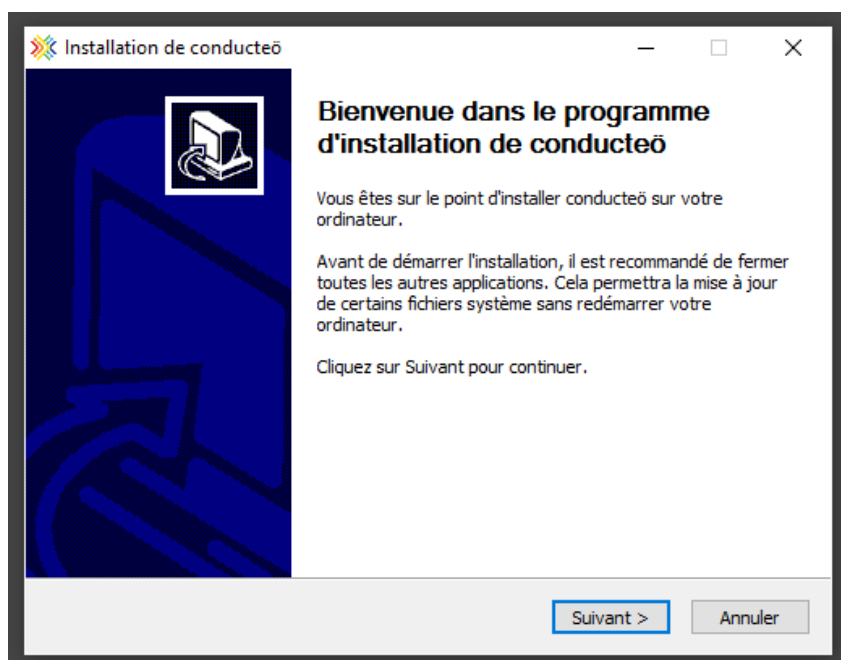 Installation de conducteö
Bienvenue dans le programme
d'installation de conducteö
Vous êtes sur le point d'installer conducteö sur votre
ordinateur.
Avant de démarrer l'installation, il est recommandé de fermer
toutes les autres applications. Cela permettra la mise à jour
de certains fichiers système sans redémarrer votre
ordinateur.
Cliquez sur Suivant pour continuer.
Suivant >
Annuler